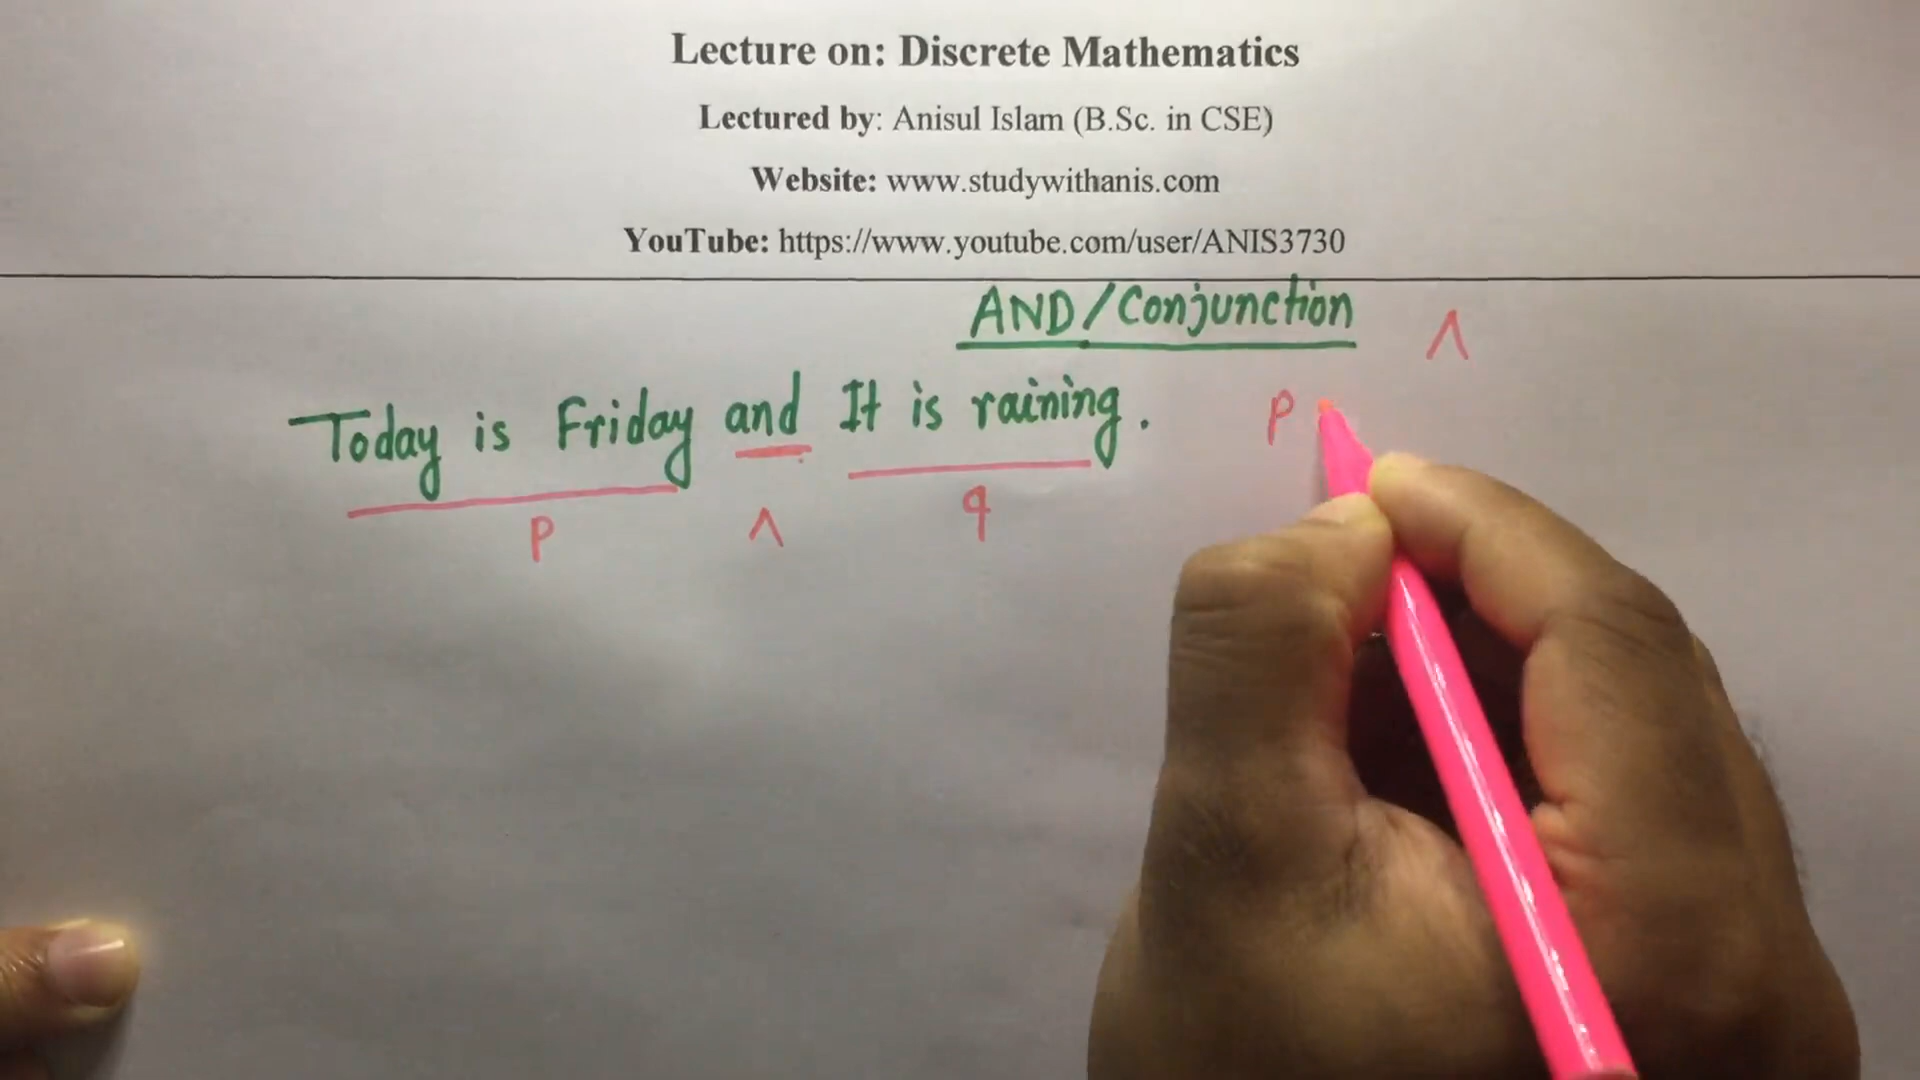 Lecture on: Discrete Mathematics
Lectured by: Anisul Islam (B.Sc. in CSE)
Website: www.studywithanis.com
YouTube: https://www.youtube.com/user/ANIS3730
AND/Conjunction ∧
Today is Friday and It is raining. p
p ∧ q